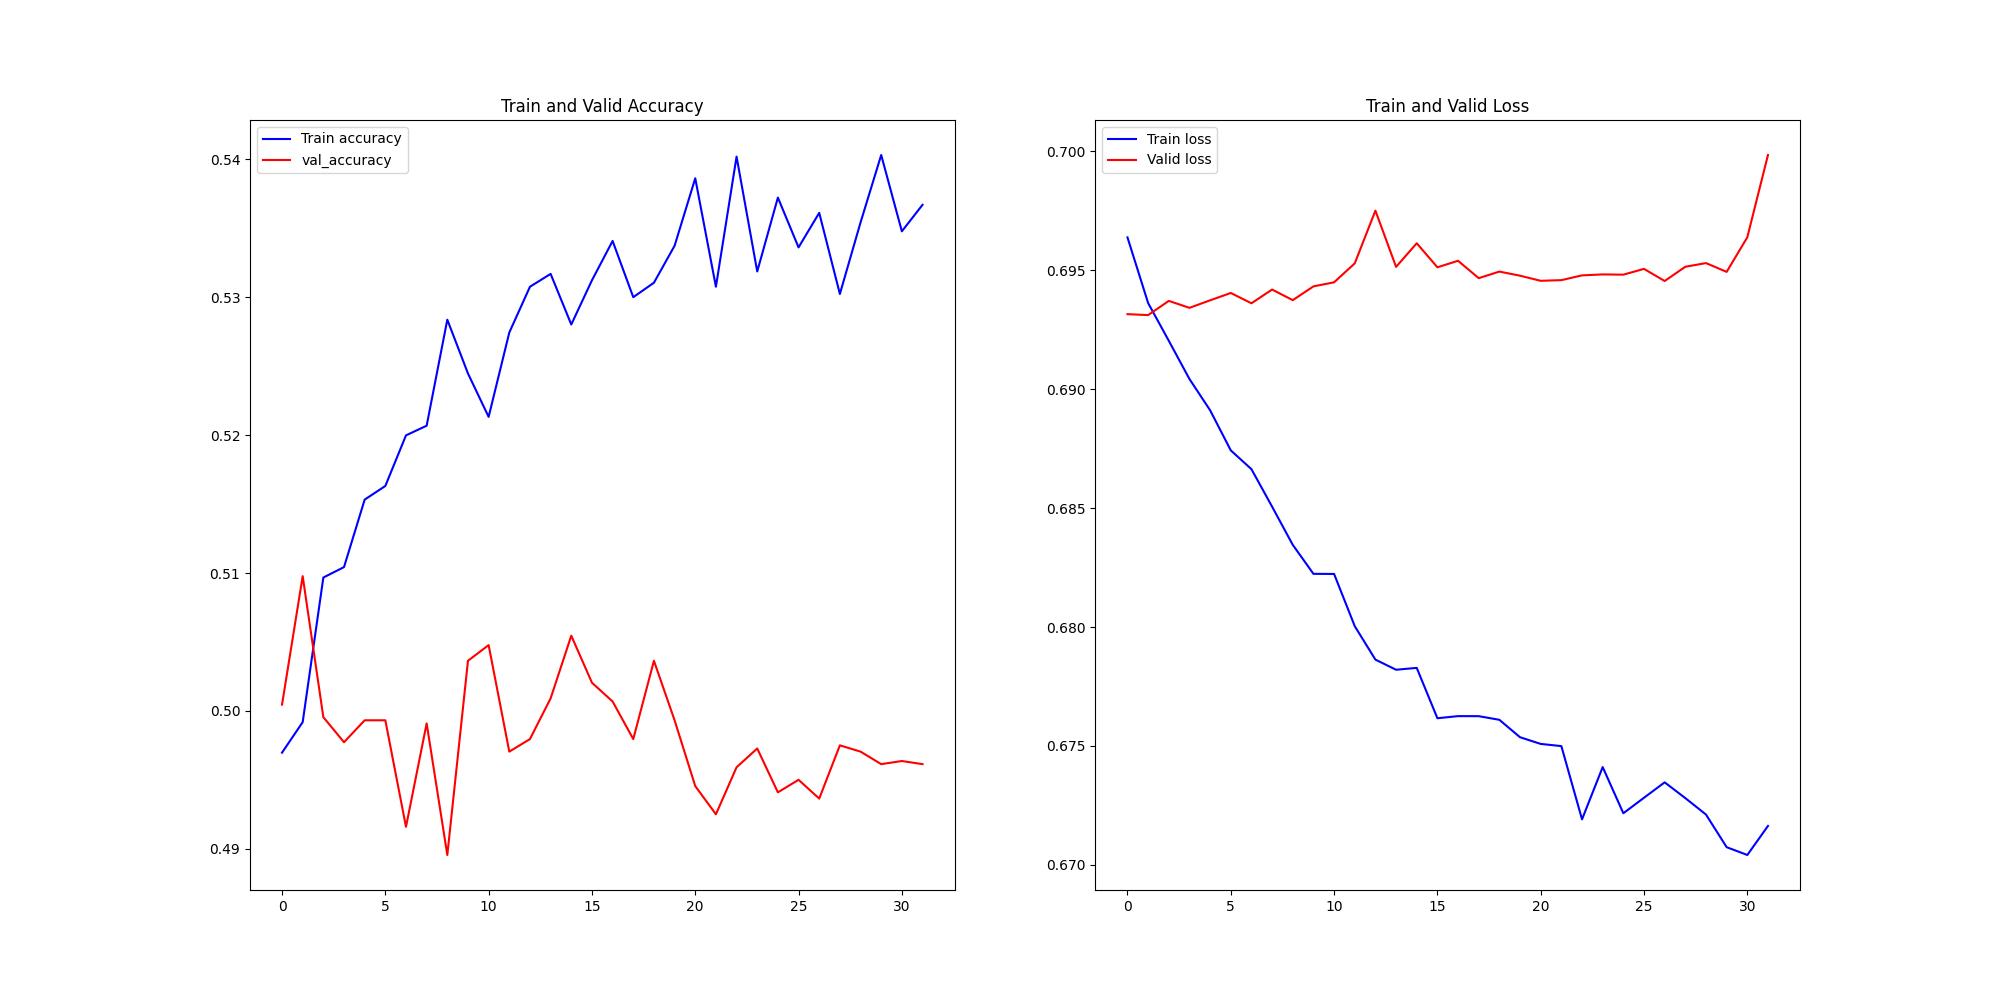 Train and Valid Accuracy
Train accuracy
val_accuracy
0.54
0.53
0.52
0.51
0.50
0.49
0 5 10 15 20 25 30
Train and Valid Loss
Train loss
Valid loss
0.700
0.695
0.690
0.685
0.680
0.675
0.670
0 5 10 15 20 25 30